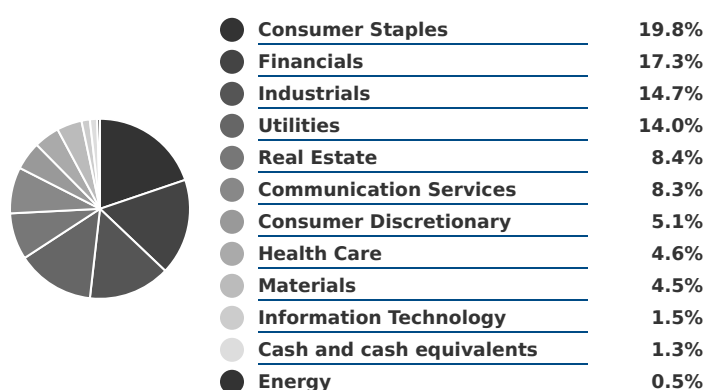 Consumer Staples 19.8%
Financials 17.3%
Industrials 14.7%
Utilities 14.0%
Real Estate 8.4%
Communication Services 8.3%
Consumer Discretionary 5.1%
Health Care 4.6%
Materials 4.5%
Information Technology 1.5%
Cash and cash equivalents 1.3%
Energy 0.5%